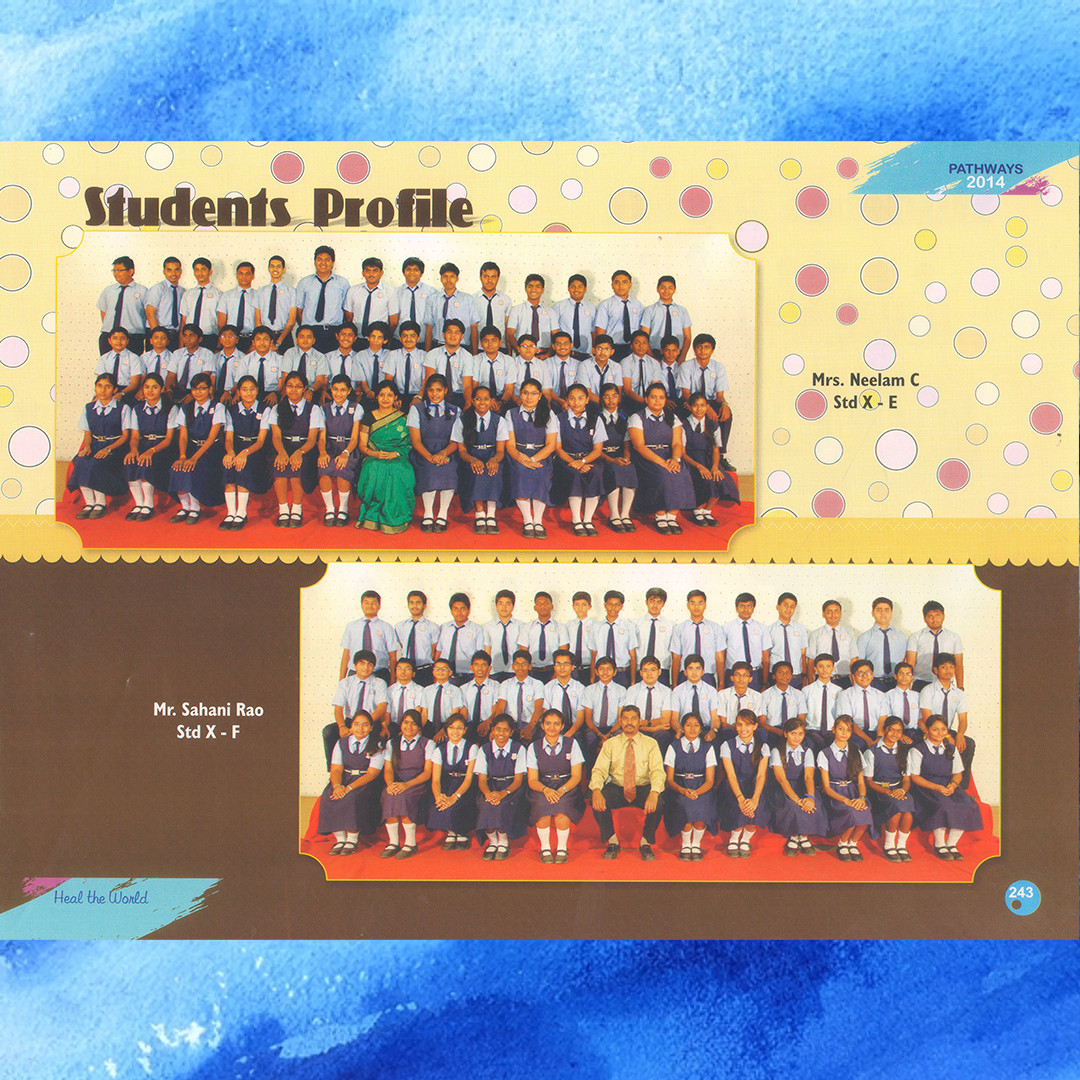 PATHWAYS
2014
Students Profile
Mrs. Neelam C
Std X - E
Mr. Sahani Rao
Std X - F
Heal the World
243